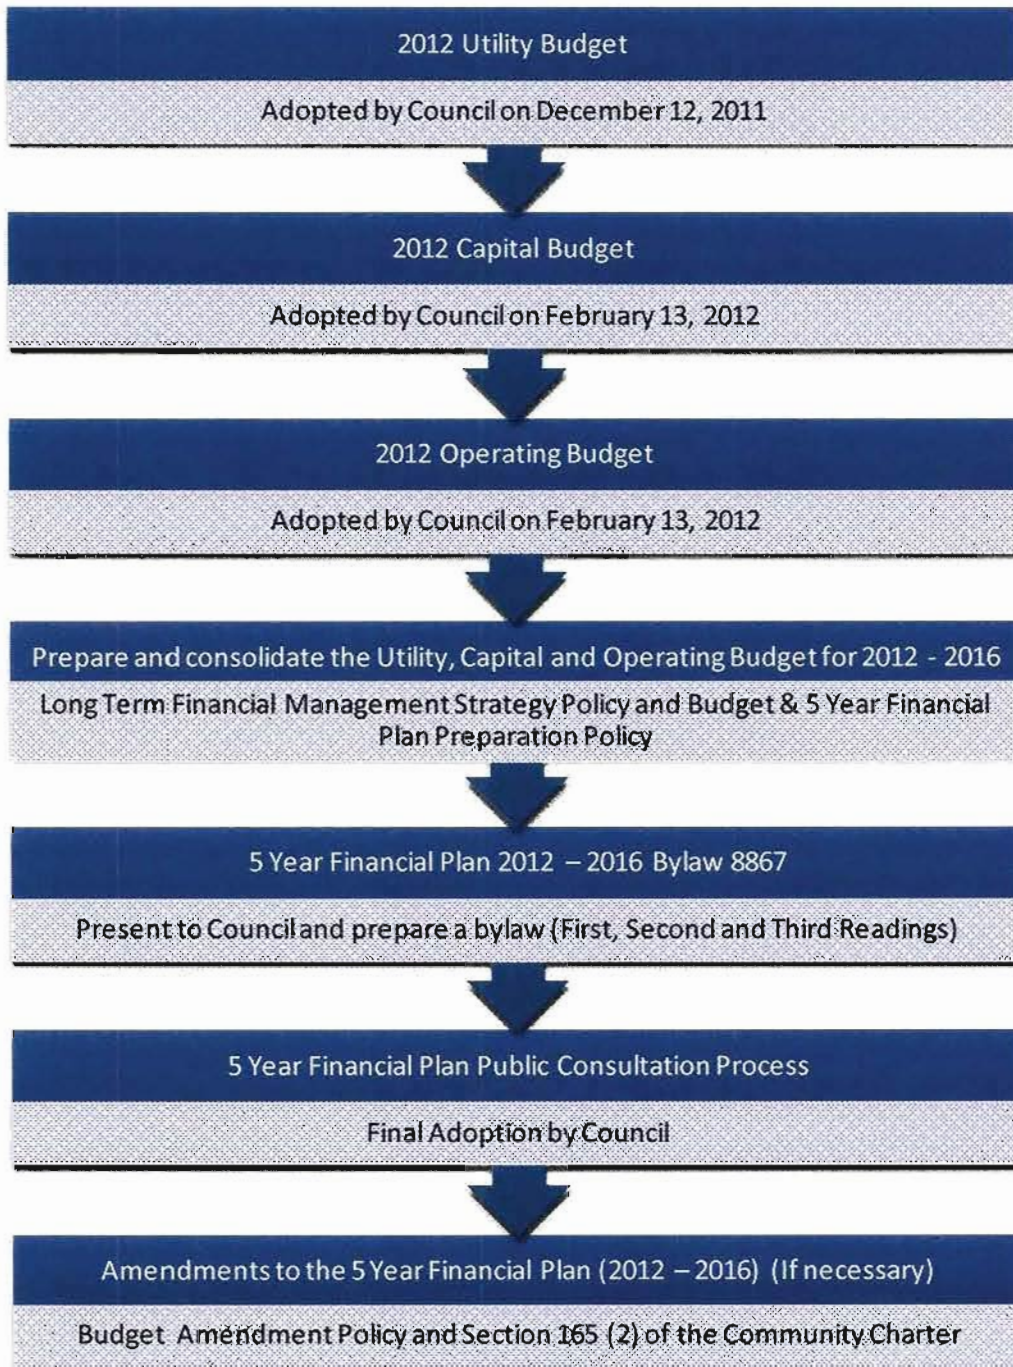 2012 Utility Budget
Adopted by Council on December 12, 2011
2012 Capital Budget
Adopted by Council on February 13, 2012
2012 Operating Budget
Adopted by Council on February 13, 2012
Prepare and consolidate the Utility, Capital and Operating Budget for 2012 - 2016
Long Term Financial Management Strategy Policy and Budget & 5 Year Financial
Plan Preparation Policy
5 Year Financial Plan 2012 – 2016 Bylaw 8867
Present to Council and prepare a bylaw (First, Second and Third Readings)
5 Year Financial Plan Public Consultation Process
Final Adoption by Council
Amendments to the 5 Year Financial Plan (2012 – 2016) (If necessary)
Budget Amendment Policy and Section 165 (2) of the Community Charter